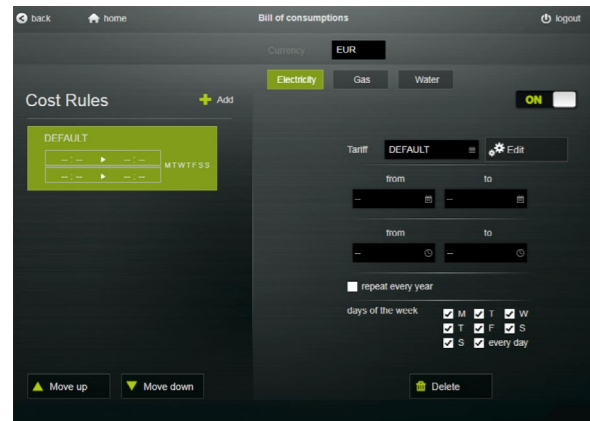 back home Bill of consumptions logout
Currency EUR
Electricity Gas Water
Cost Rules Add ON
DEFAULT
-- : -- -- : --
-- : -- -- : --
MTWTFSS
Tariff DEFAULT Edit
from to
-- --
from to
-- --
repeat every year
days of the week M T W
T F S
S every day
Move up Move down Delete